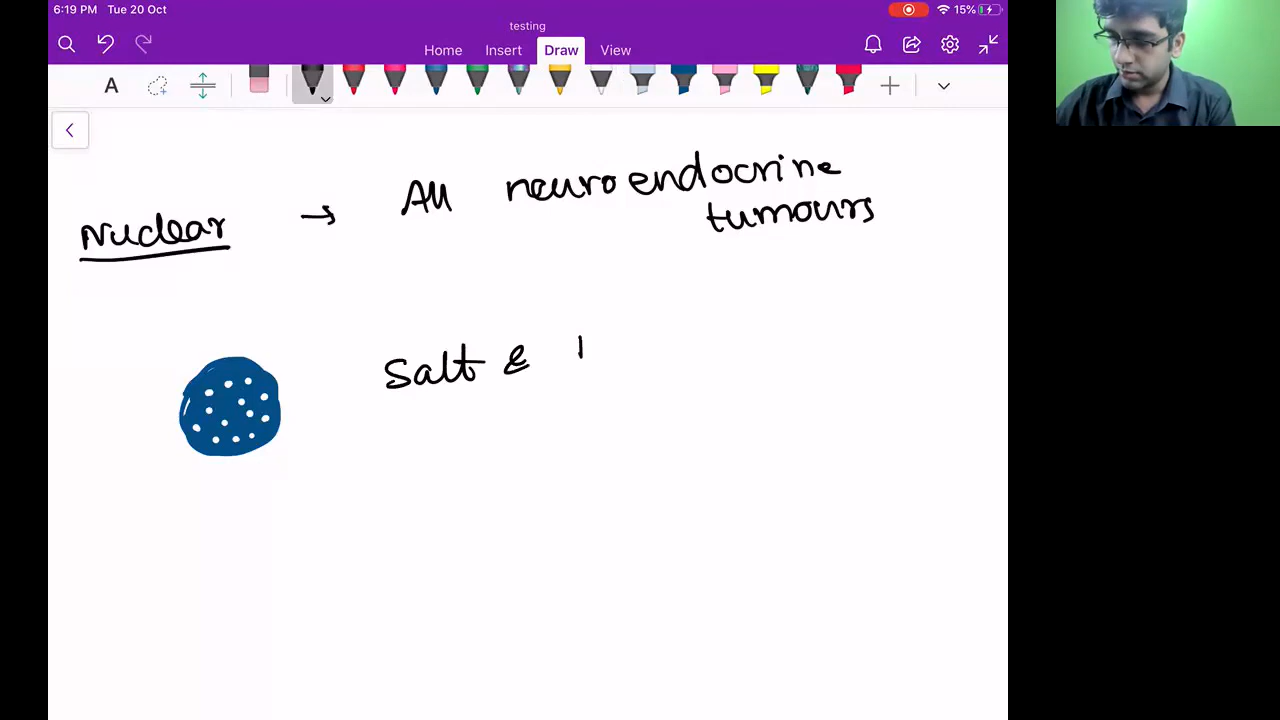 6:19 PM Tue 20 Oct
15%
testing
Home Insert Draw View
A
Nuclear → All neuroendocrine
tumours
Salt &